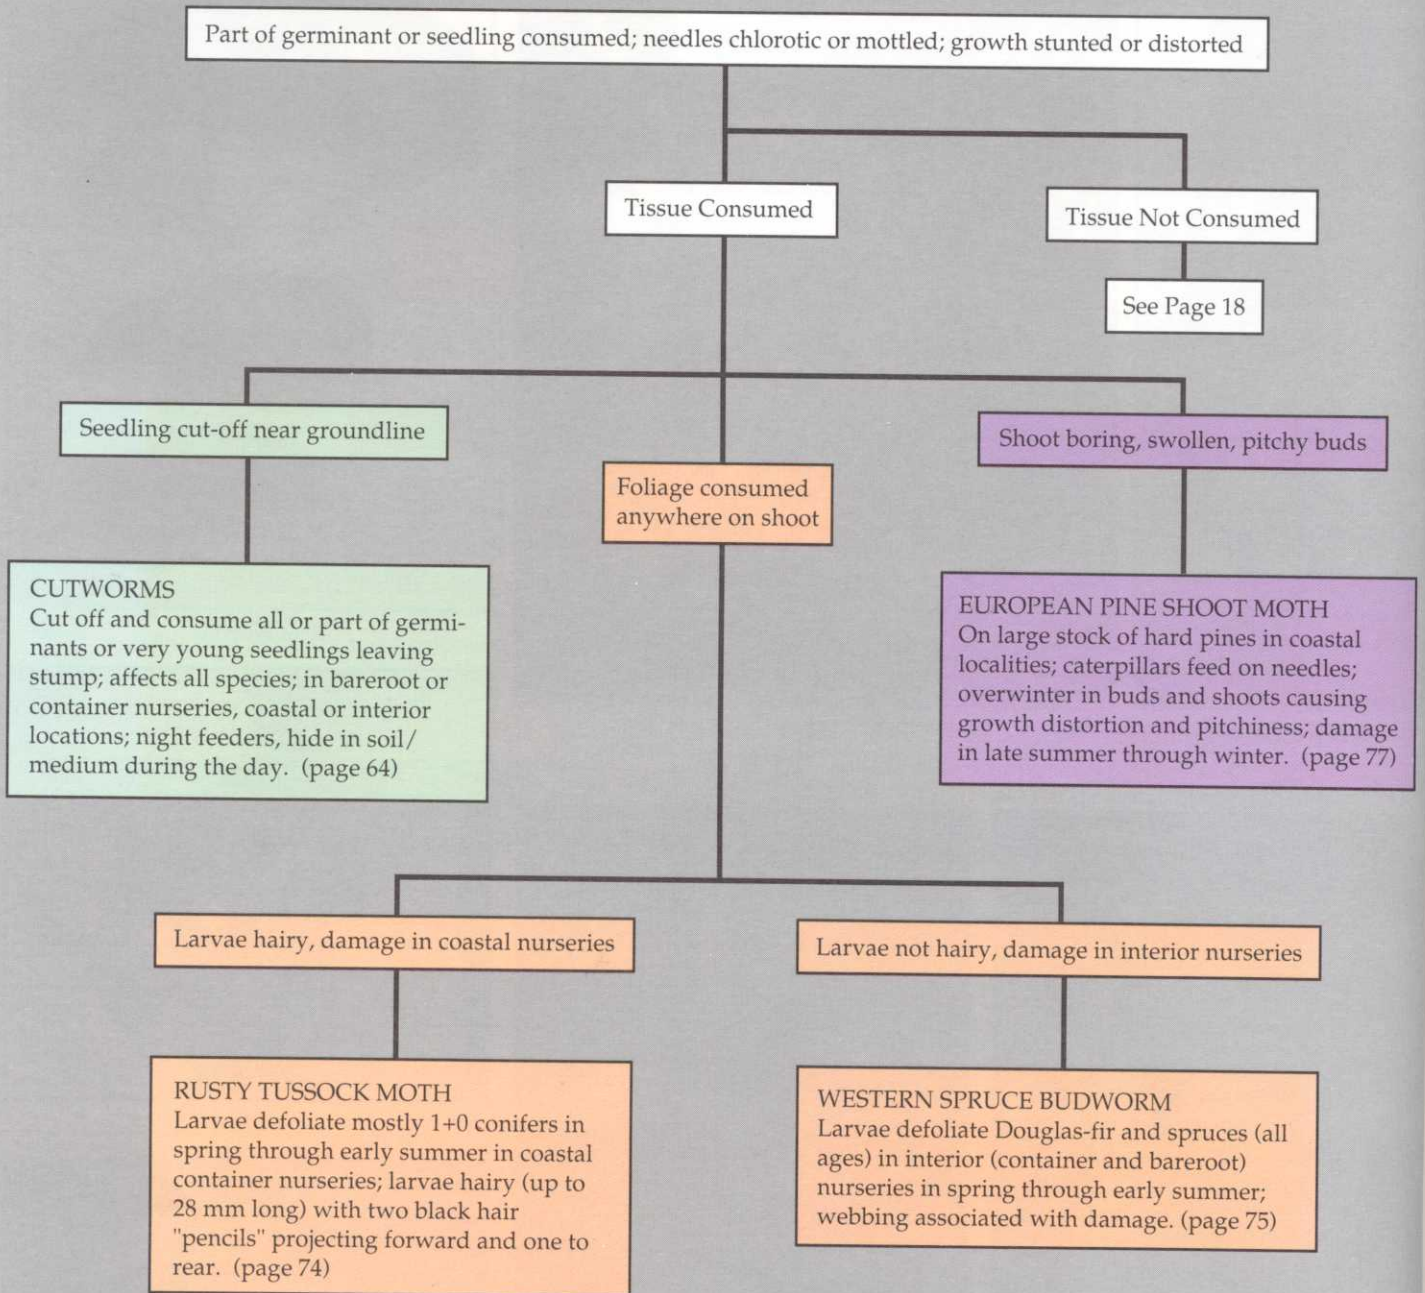 Part of germinant or seedling consumed; needles chlorotic or mottled; growth stunted or distorted
Tissue Consumed
Tissue Not Consumed
See Page 18
Seedling cut-off near groundline
Foliage consumed
anywhere on shoot
Shoot boring, swollen, pitchy buds
CUTWORMS
Cut off and consume all or part of germi-
nants or very young seedlings leaving
stump; affects all species; in bareroot or
container nurseries, coastal or interior
locations; night feeders, hide in soil/
medium during the day. (page 64)
EUROPEAN PINE SHOOT MOTH
On large stock of hard pines in coastal
localities; caterpillars feed on needles;
overwinter in buds and shoots causing
growth distortion and pitchiness; damage
in late summer through winter. (page 77)
Larvae hairy, damage in coastal nurseries
Larvae not hairy, damage in interior nurseries
RUSTY TUSSOCK MOTH
Larvae defoliate mostly 1+0 conifers in
spring through early summer in coastal
container nurseries; larvae hairy (up to
28 mm long) with two black hair
"pencils" projecting forward and one to
rear. (page 74)
WESTERN SPRUCE BUDWORM
Larvae defoliate Douglas-fir and spruces (all
ages) in interior (container and bareroot)
nurseries in spring through early summer;
webbing associated with damage. (page 75)